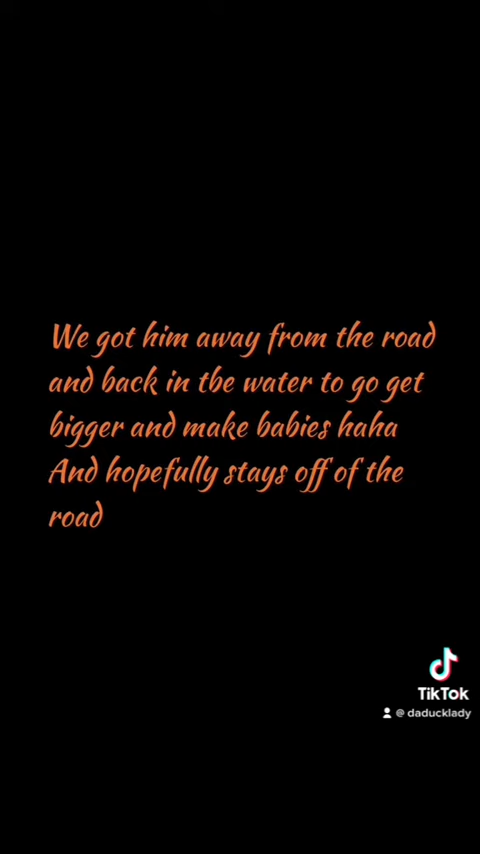 We got him away from the road
and back in tbe water to go get
bigger and make babies haha
And hopefully stays off of the
road
TikTok
@ daducklady